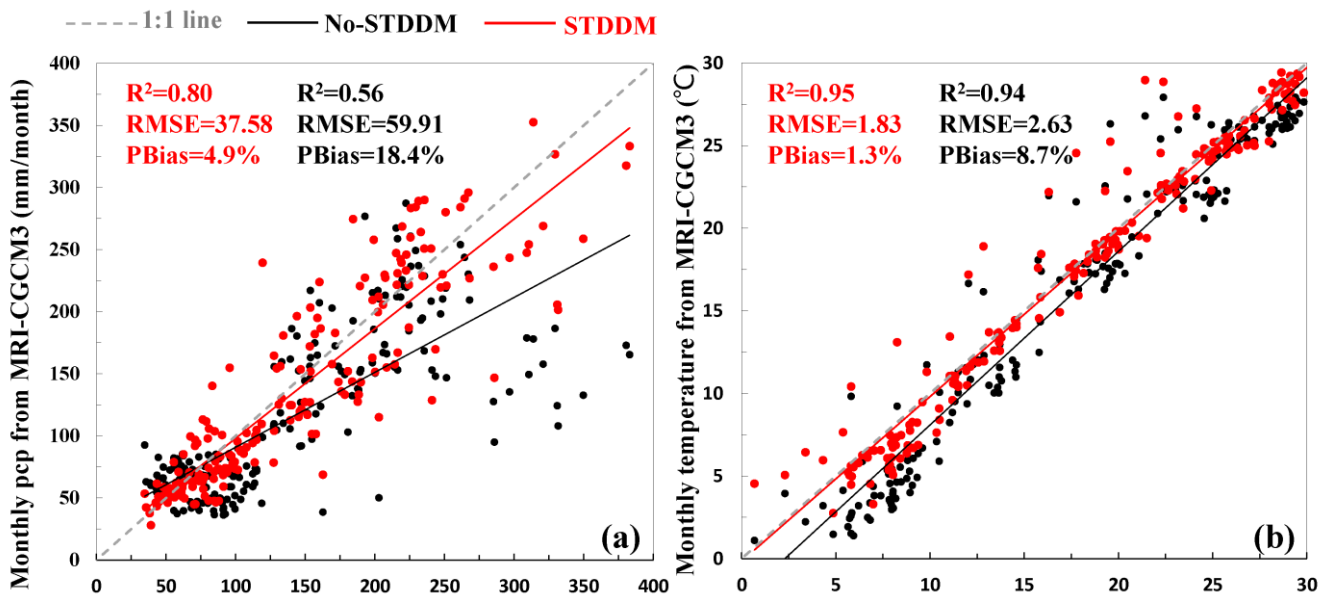 1:1 line No-STDDM STDDM
Monthly pcp from MRI-CGCM3 (mm/month)
400
350
300
250
200
150
100
50
0
R²=0.80 R²=0.56
RMSE=37.58 RMSE=59.91
PBias=4.9% PBias=18.4%
(a)
0 50 100 150 200 250 300 350 400
Monthly temperature from MRI-CGCM3 (℃)
30
25
20
15
10
5
0
R²=0.95 R²=0.94
RMSE=1.83 RMSE=2.63
PBias=1.3% PBias=8.7%
(b)
0 5 10 15 20 25 30